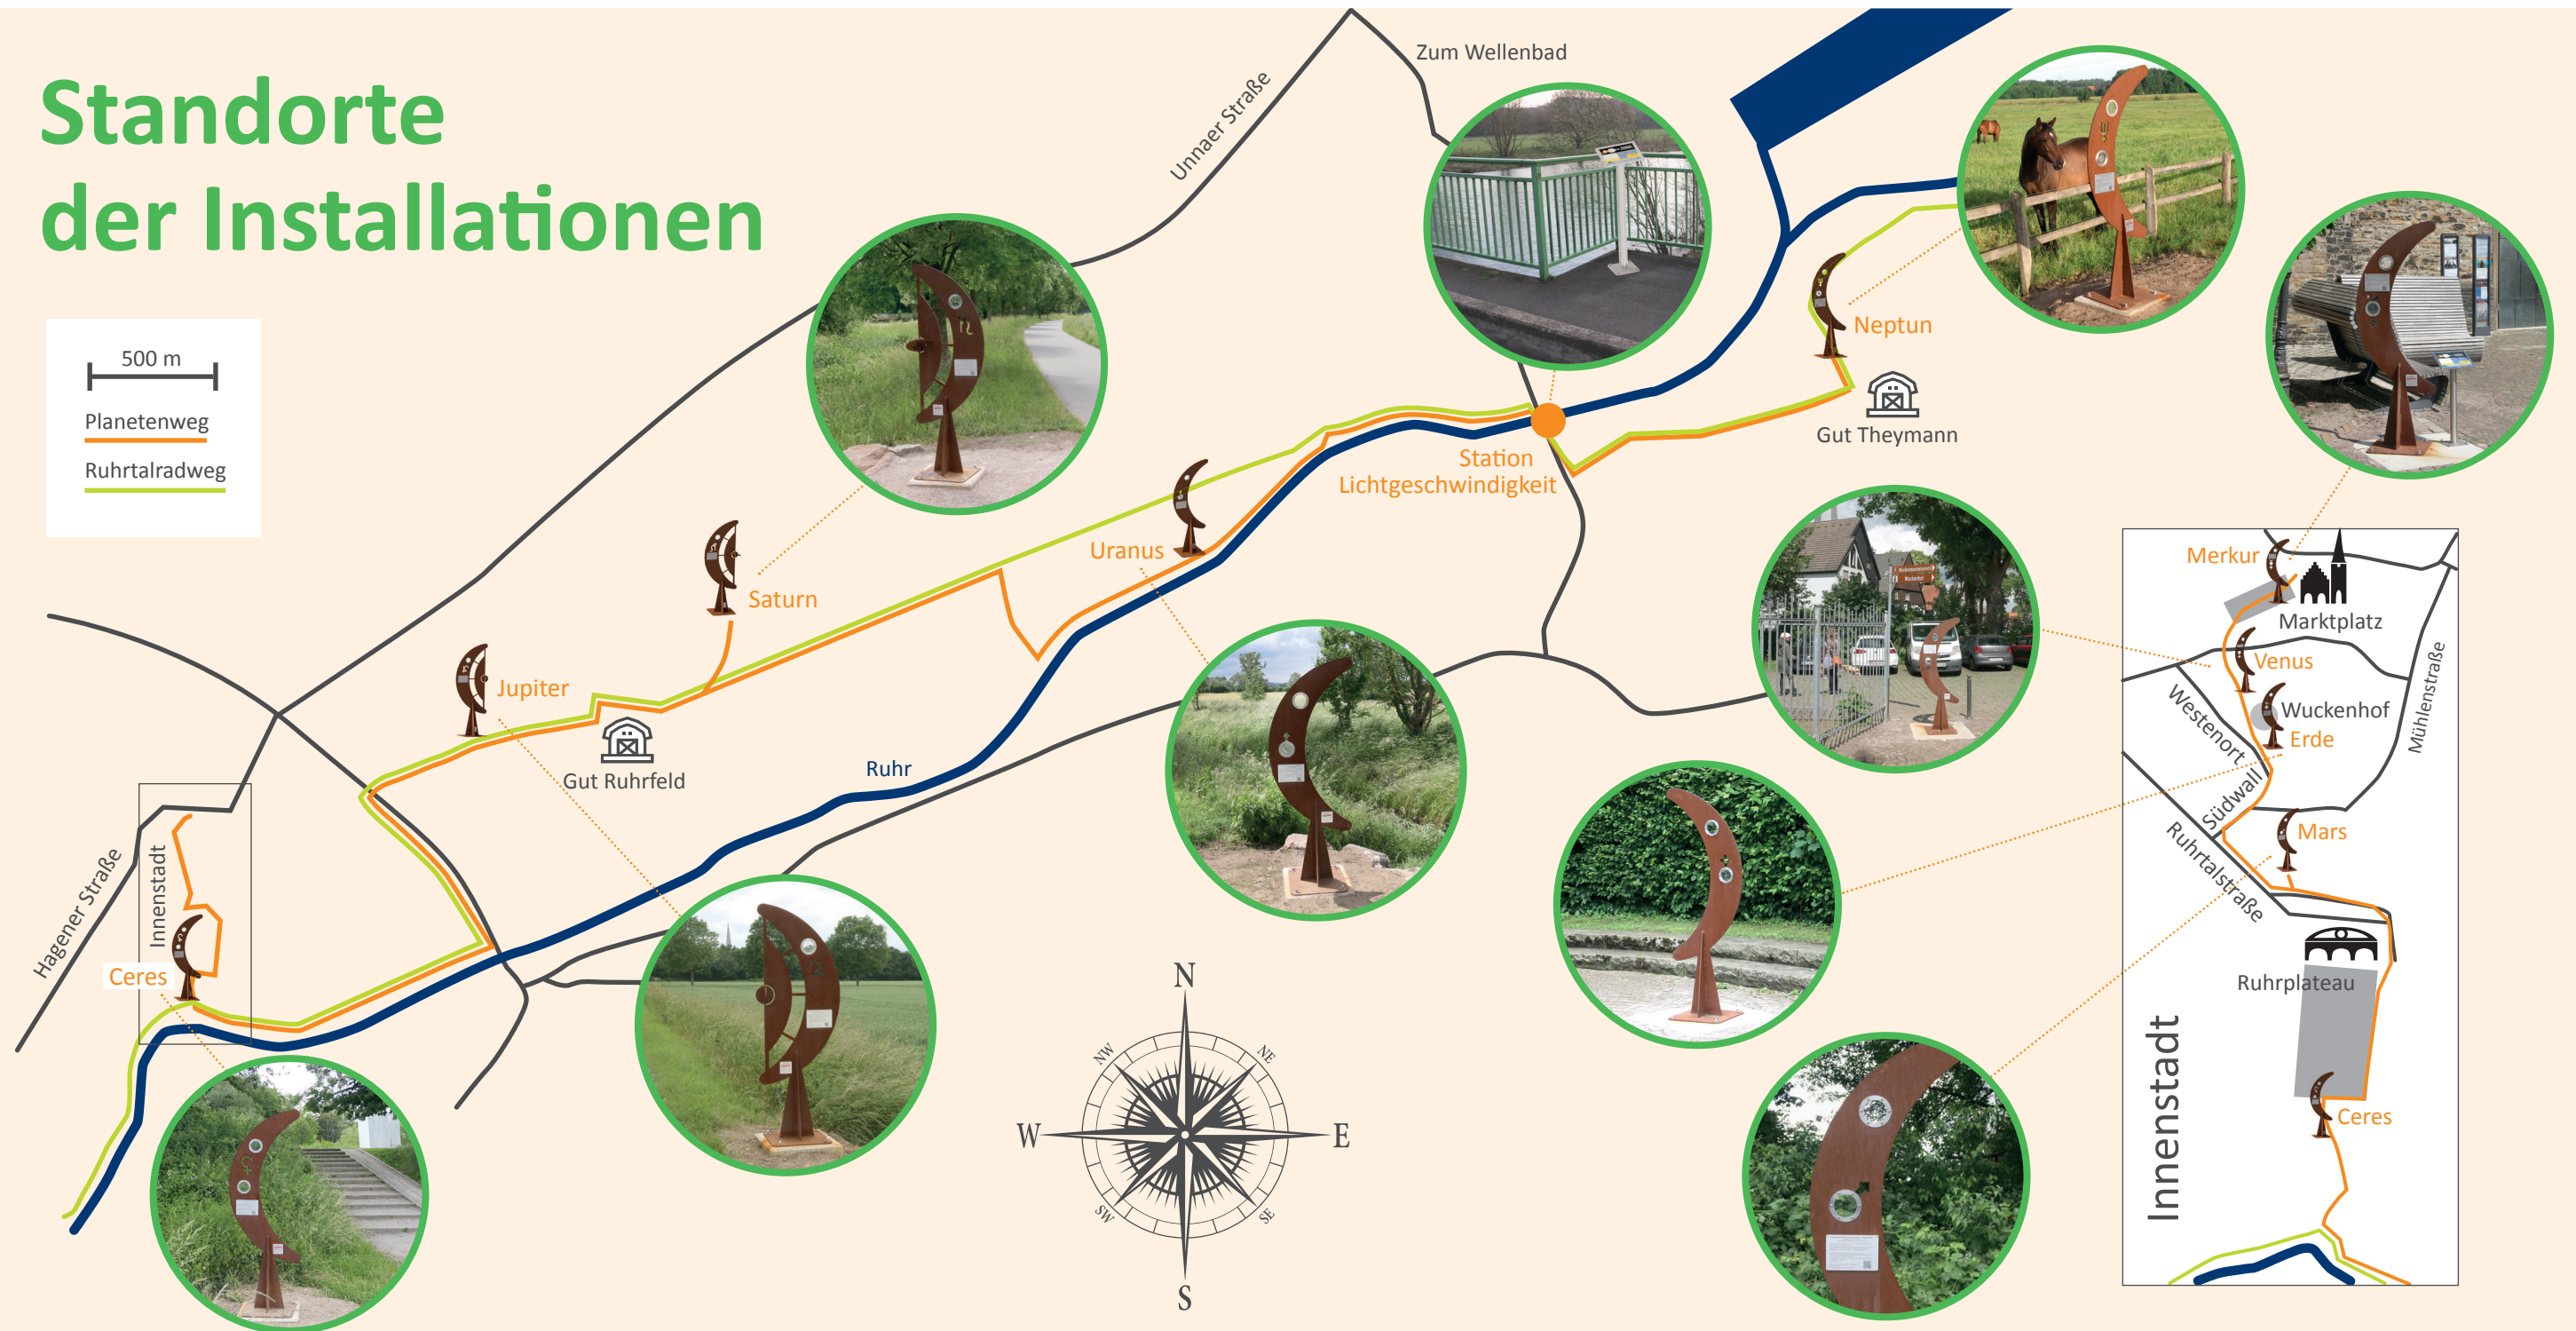 Standorte
der Installationen
500 m
Planetenweg
Ruhrtalradweg
Unnaer Straße
Zum Wellenbad
Neptun
Gut Theymann
Station
Lichtgeschwindigkeit
Uranus
Saturn
Jupiter
Gut Ruhrfeld
Ruhr
Hagener Straße
Innenstadt
Ceres
N
NE
E
SE
S
SW
W
NW
Merkur
Marktplatz
Venus
Wuckenhof
Erde
Westenort
Mühlenstraße
Südwall
Mars
Ruhrtalstraße
Ruhrplateau
Innenstadt
Ceres